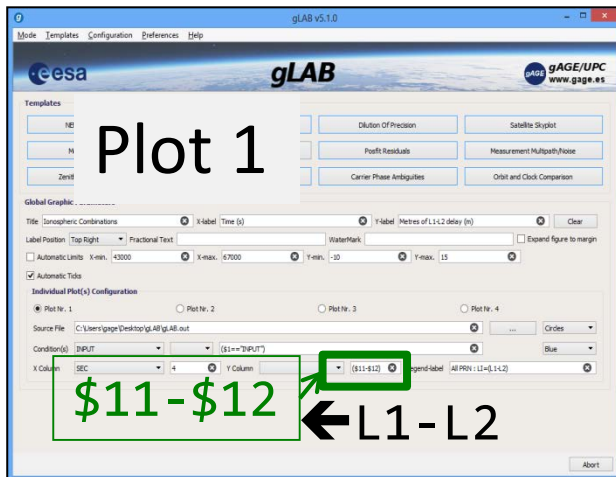 gLAB v5.1.0
Mode Templates Configuration Preferences Help
esa
gLAB
gAGE
gAGE/UPC
www.gage.es
Templates
Plot 1
Dilution Of Precision
Satellite Skyplot
Postfit Residuals
Measurement Multipath/Noise
Zenith
Carrier Phase Ambiguities
Orbit and Clock Comparison
Global Graphic Parameters
Title Ionospheric Combinations X-label Time (s) Y-label Metres of L1-L2 delay (m) Clear
Label Position Top Right Fractional Text WaterMark Expand figure to margin
Automatic Limits X-min. 43000 X-max. 67000 Y-min. -10 Y-max. 15
Automatic Ticks
Individual Plot(s) Configuration
Plot Nr. 1 Plot Nr. 2 Plot Nr. 3 Plot Nr. 4
Source File C:\Users\gage\Desktop\gLAB\gLAB.out ... Circles
Condition(s) INPUT ($1=="INPUT") Blue
X Column SEC 4 Y Column ($11-$12) Legend-label All PRN : LI=(L1-L2)
$11-$12
L1-L2
Abort